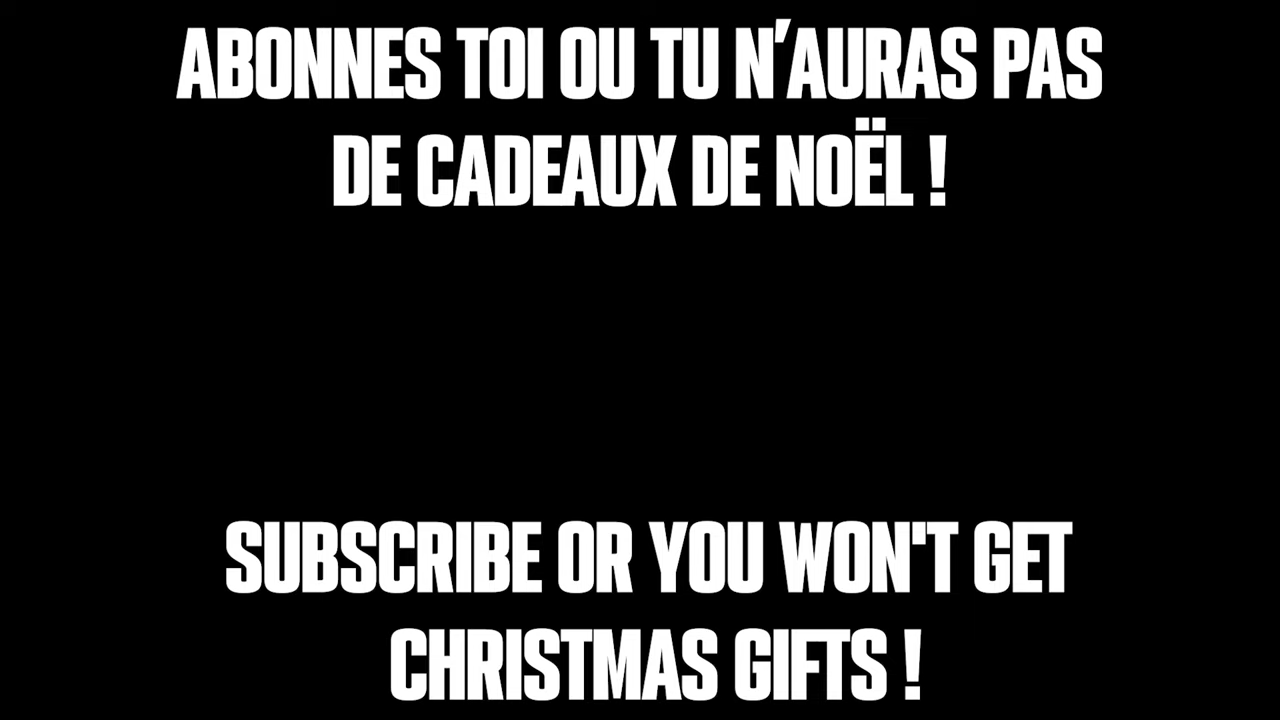 ABONNES TOI OU TU N'AURAS PAS
DE CADEAUX DE NOËL !
SUBSCRIBE OR YOU WON'T GET
CHRISTMAS GIFTS !